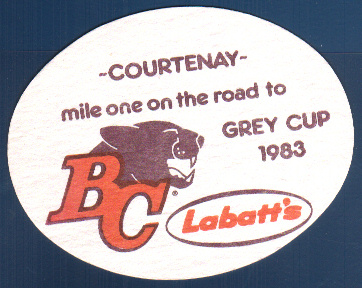 ~COURTENAY~
mile one on the road to
GREY CUP
1983
BC
®
Labatt's